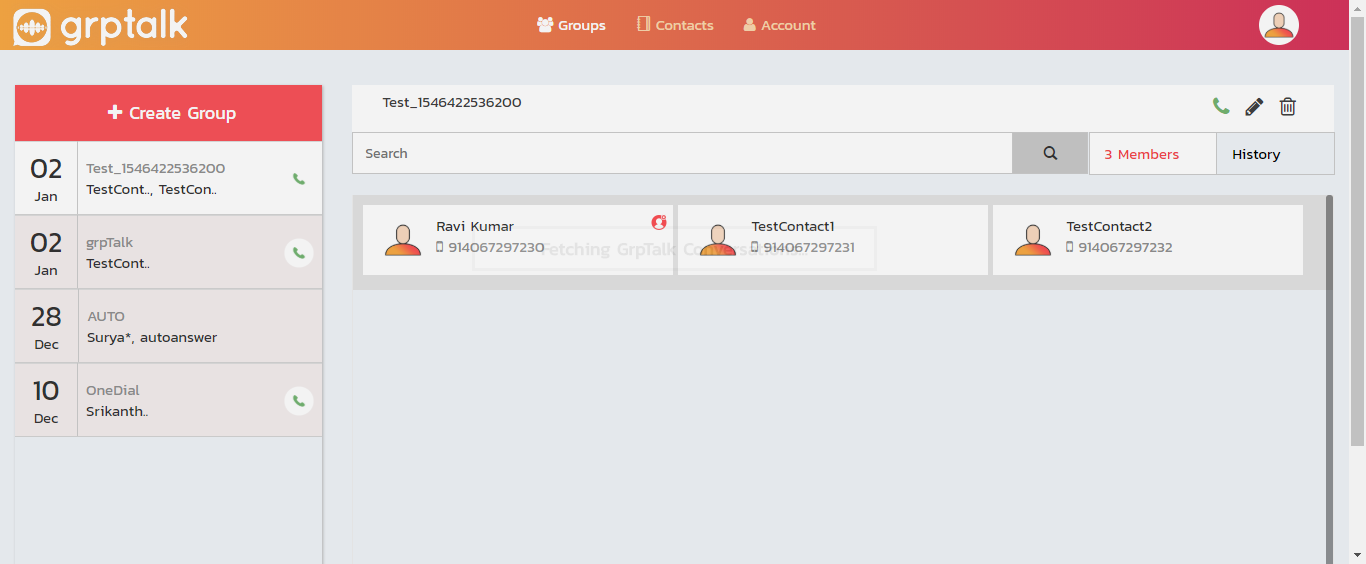 grptalk
Groups
Contacts
Account
Create Group
02
Jan
Test_1546422536200
TestCont.., TestCon..
02
Jan
grpTalk
TestCont..
28
Dec
AUTO
Surya*, autoanswer
10
Dec
OneDial
Srikanth..
Test_1546422536200
Search
3 Members
History
Ravi Kumar
914067297230
TestContact1
914067297231
TestContact2
914067297232
Fetching GrpTalk Conversations..